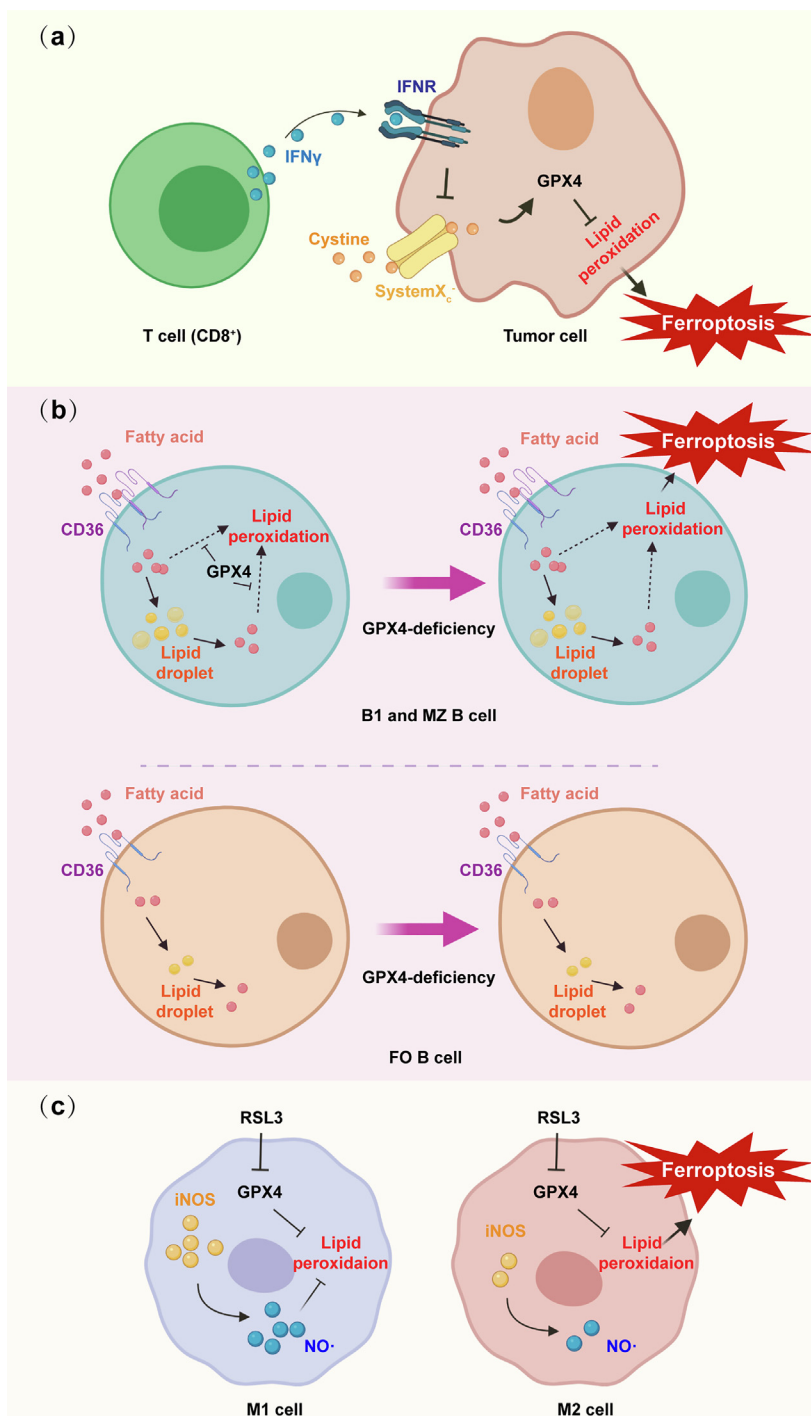 (a)
IFNR
IFNγ
GPX4
Cystine
Lipid
peroxidation
SystemXc-
Ferroptosis
T cell (CD8+)
Tumor cell
(b)
Fatty acid
CD36
Lipid
peroxidation
GPX4
Lipid
droplet
GPX4-deficiency
Fatty acid
Ferroptosis
CD36
Lipid
peroxidation
Lipid
droplet
B1 and MZ B cell
Fatty acid
CD36
Lipid
droplet
GPX4-deficiency
Fatty acid
CD36
Lipid
droplet
FO B cell
(c)
RSL3
GPX4
iNOS
Lipid
peroxidaion
NO·
M1 cell
RSL3
Ferroptosis
GPX4
iNOS
Lipid
peroxidaion
NO·
M2 cell